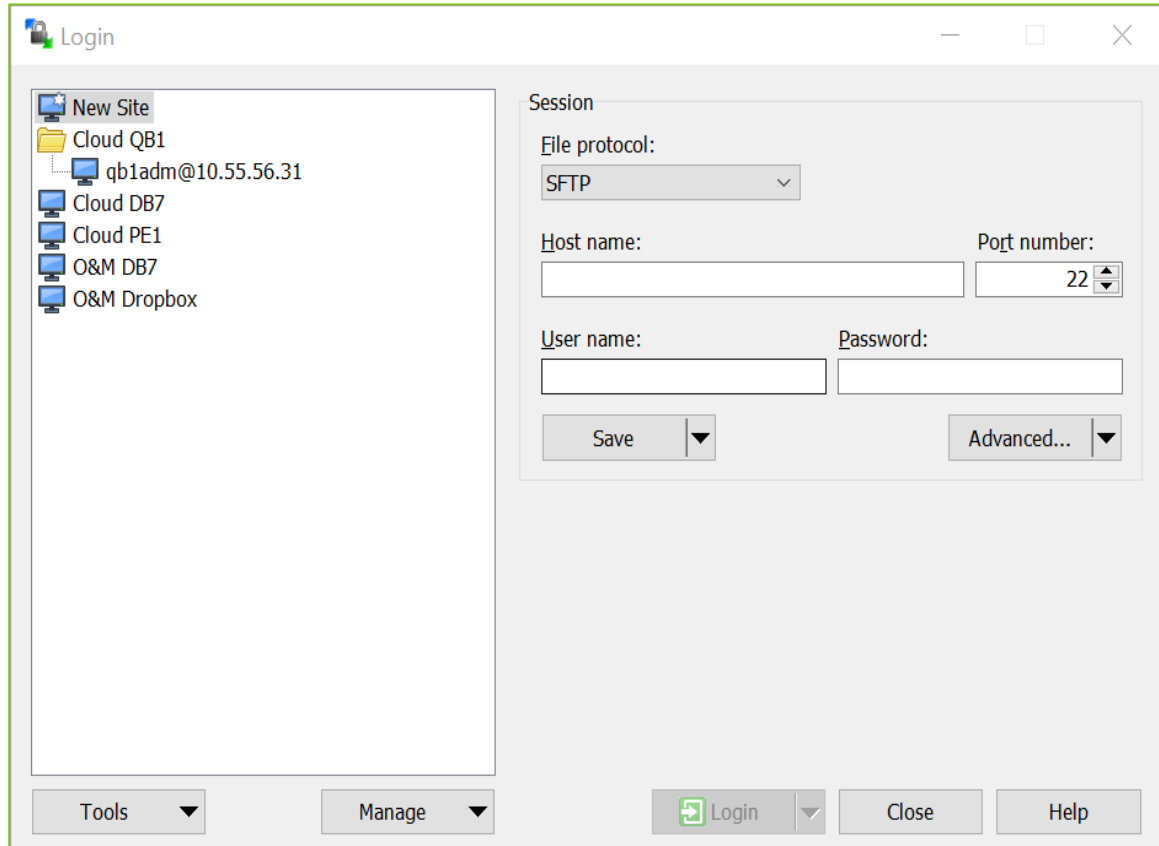 Login
New Site
Cloud QB1
qb1adm@10.55.56.31
Cloud DB7
Cloud PE1
O&M DB7
O&M Dropbox
Session
File protocol:
SFTP
Host name: Port number:
22
User name: Password:
Save Advanced...
Tools Manage Login Close Help